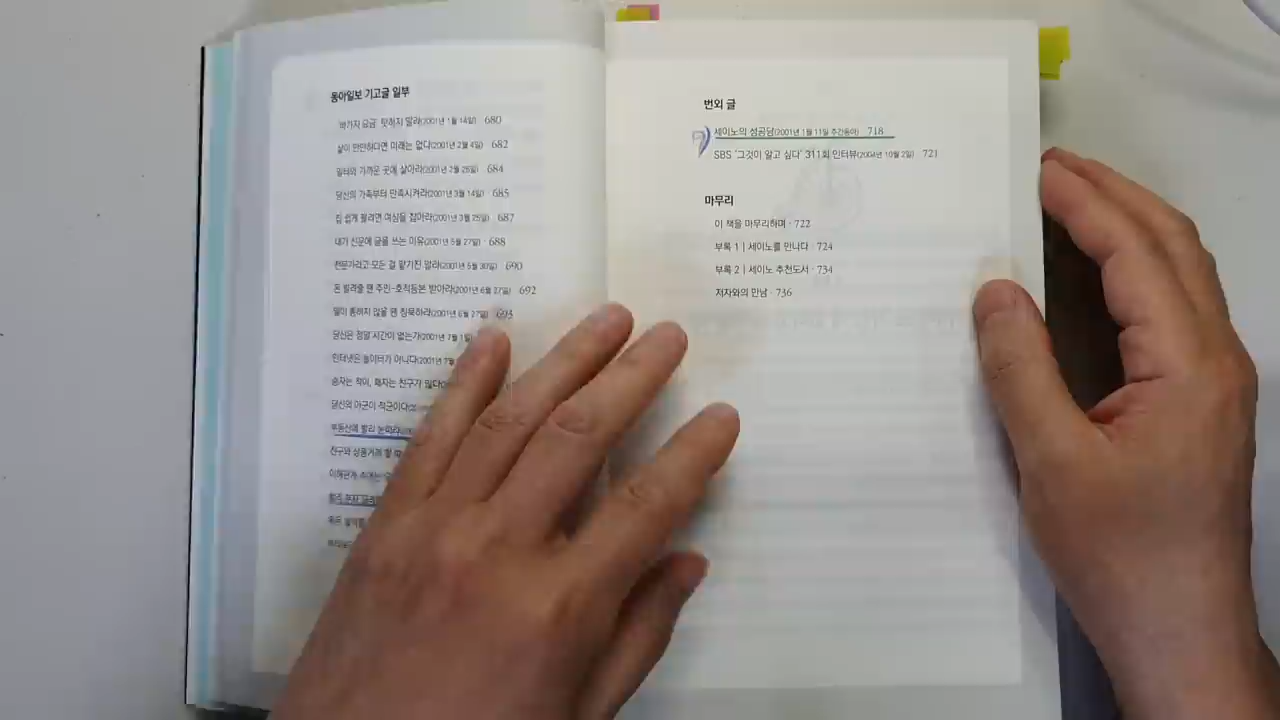 동아일보 기고글 일부
'바가지 요금' 탓하지 말라(2001년 1월 14일) 680
삶이 만만하다면 미래는 없다(2001년 2월 4일) 682
일터와 가까운 곳에 살아라(2001년 2월 26일) 684
당신의 가족부터 만족시켜라(2001년 3월 14일) 685
집 쉽게 팔려면 여심을 잡아라(2001년 3월 25일) 687
내가 신문에 글을 쓰는 이유(2001년 5월 27일) · 688
전문가라고 모든 걸 맡기진 말라(2001년 5월 30일) 690
돈 빌려줄 땐 주민-호적등본 받아라(2001년 6월 27일) 692
말이 통하지 않을 땐 침묵하라(2001년 6월 27일) 693
당신은 정말 시간이 없는가(2001년 7월 1일)
인터넷은 놀이터가 아니다(2001년 7월
승자는 적이, 패자는 친구가 많다
당신의 아군이 적군이다
부동산에 빨리 눈떠라
친구와 상품거래 할 때
번외 글
세이노의 성공담(2001년 1월 11일 주간동아) 718
SBS '그것이 알고 싶다' 311회 인터뷰(2004년 10월 2일) 721
마무리
이 책을 마무리하며 · 722
부록 1 | 세이노를 만나다 · 724
부록 2 | 세이노 추천도서 · 734
저자와의 만남 · 736